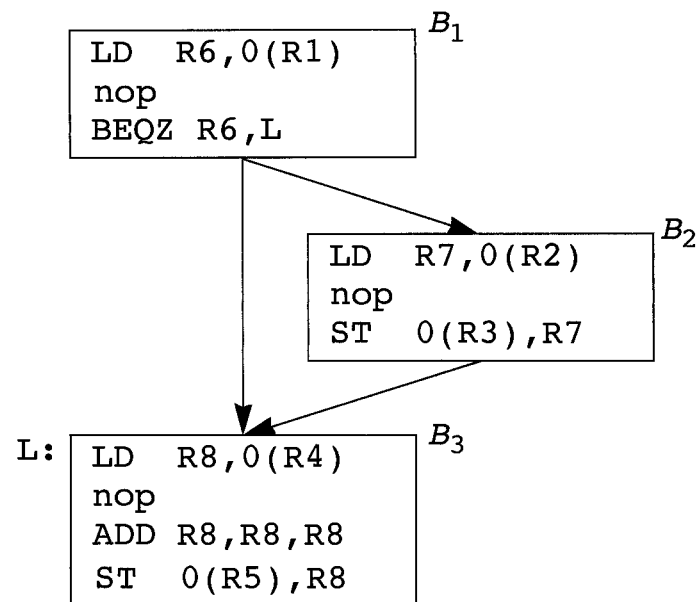 B1
LD R6,0(R1)
nop
BEQZ R6,L
B2
LD R7,0(R2)
nop
ST 0(R3),R7
L:
B3
LD R8,0(R4)
nop
ADD R8,R8,R8
ST 0(R5),R8